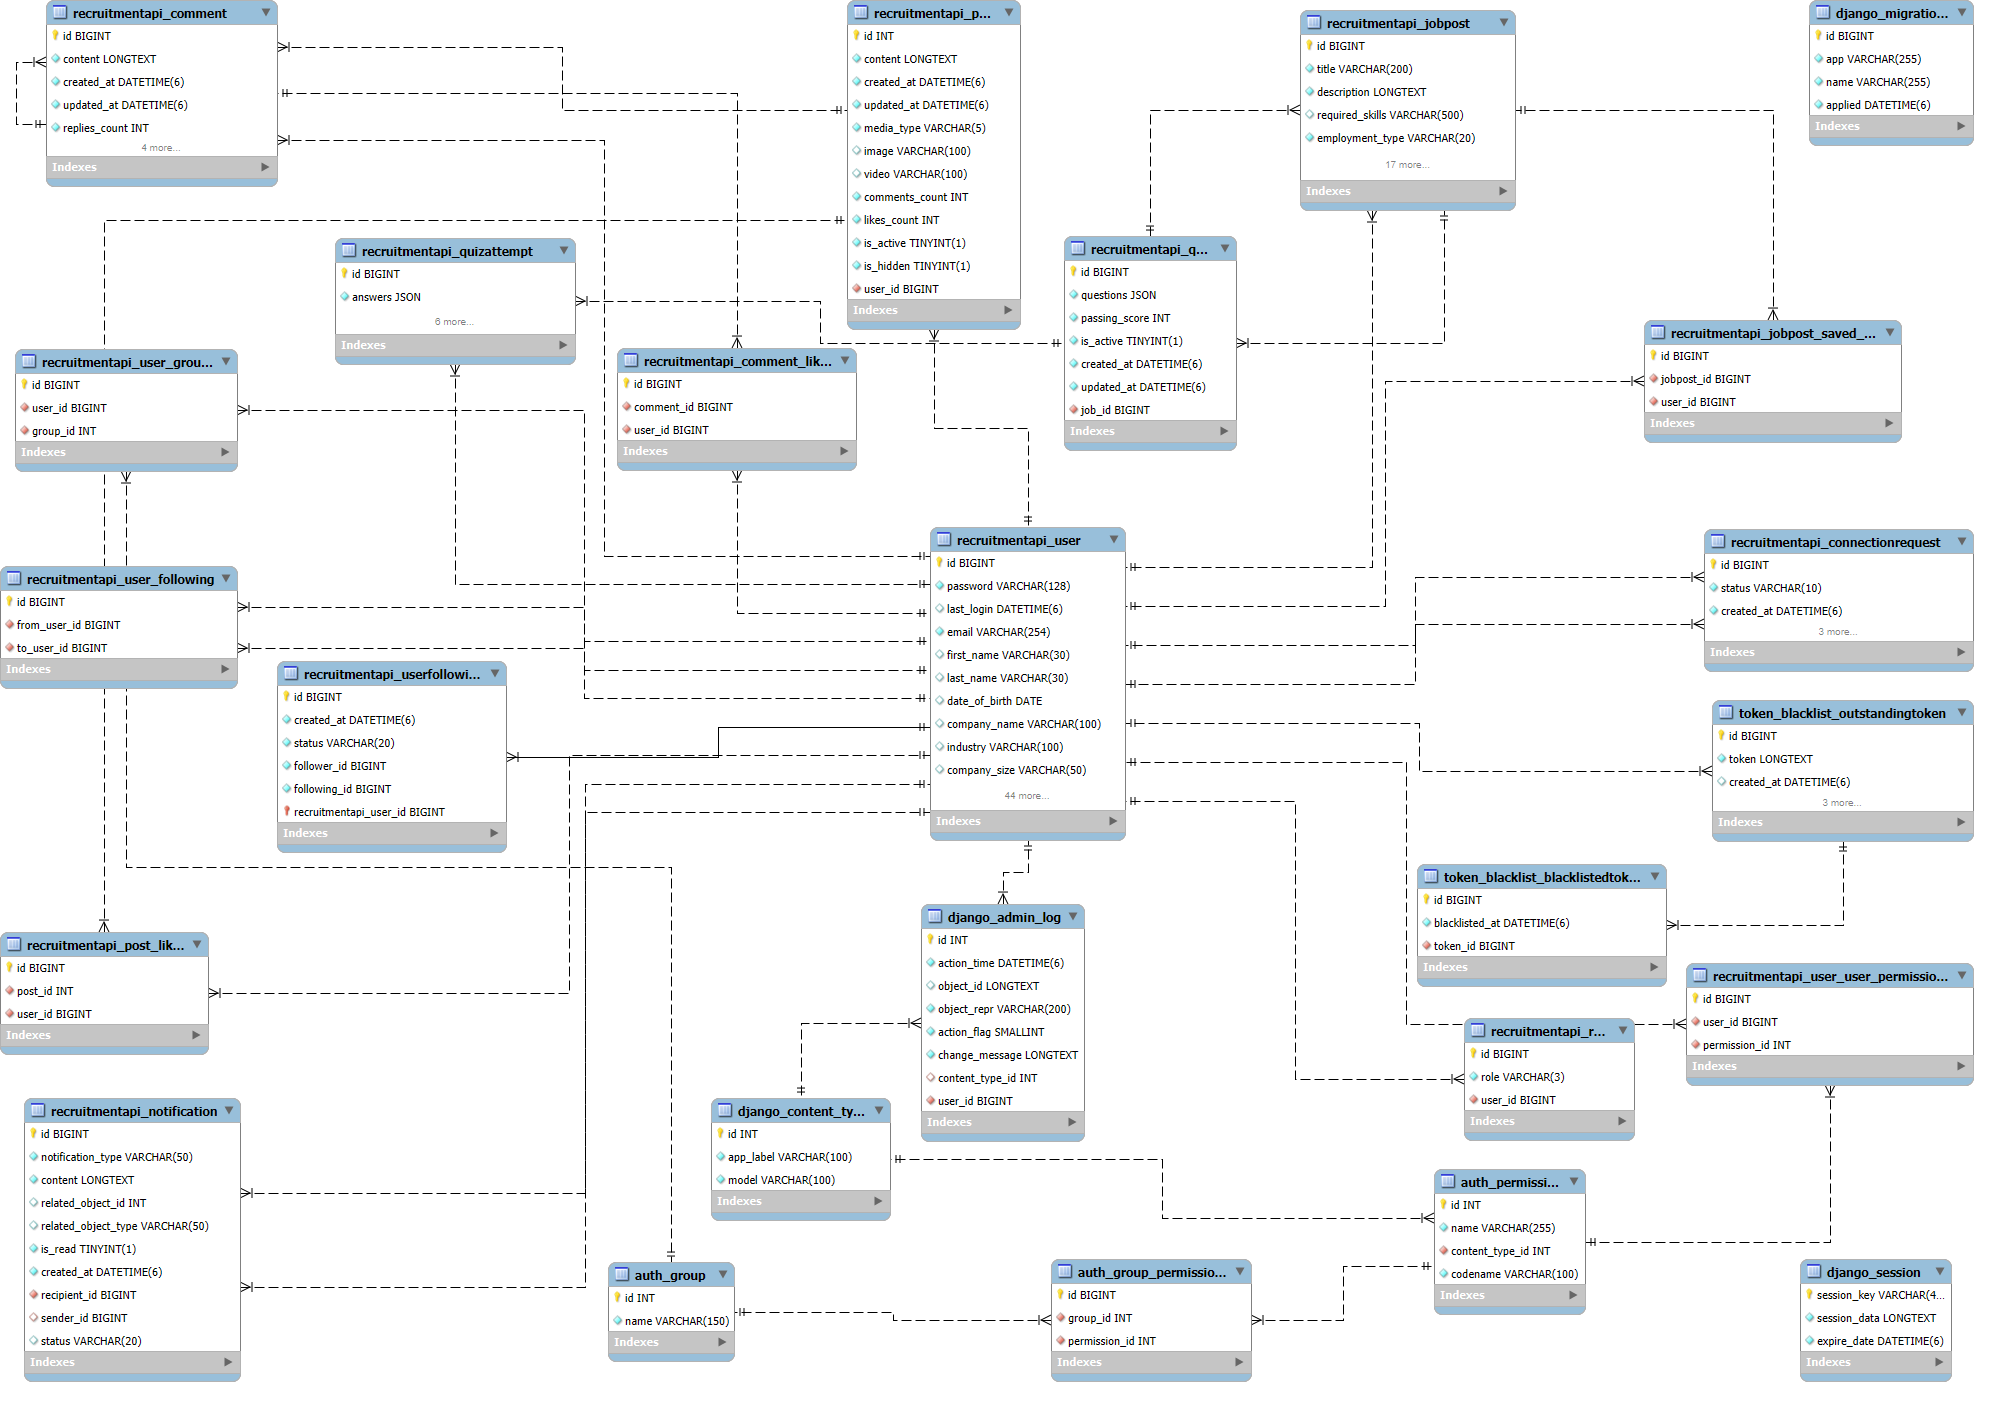 recruitmentapi_comment
id BIGINT
content LONGTEXT
created_at DATETIME(6)
updated_at DATETIME(6)
replies_count INT
4 more...
Indexes
recruitmentapi_p...
id INT
content LONGTEXT
created_at DATETIME(6)
updated_at DATETIME(6)
media_type VARCHAR(5)
image VARCHAR(100)
video VARCHAR(100)
comments_count INT
likes_count INT
is_active TINYINT(1)
is_hidden TINYINT(1)
user_id BIGINT
Indexes
recruitmentapi_jobpost
id BIGINT
title VARCHAR(200)
description LONGTEXT
required_skills VARCHAR(500)
employment_type VARCHAR(20)
17 more...
Indexes
django_migratio...
id BIGINT
app VARCHAR(255)
name VARCHAR(255)
applied DATETIME(6)
Indexes
recruitmentapi_quizattempt
id BIGINT
answers JSON
6 more...
Indexes
recruitmentapi_q...
id BIGINT
questions JSON
passing_score INT
is_active TINYINT(1)
created_at DATETIME(6)
updated_at DATETIME(6)
job_id BIGINT
Indexes
recruitmentapi_jobpost_saved_...
id BIGINT
jobpost_id BIGINT
user_id BIGINT
Indexes
recruitmentapi_user_grou...
id BIGINT
user_id BIGINT
group_id INT
Indexes
recruitmentapi_comment_lik...
id BIGINT
comment_id BIGINT
user_id BIGINT
Indexes
recruitmentapi_user
id BIGINT
password VARCHAR(128)
last_login DATETIME(6)
email VARCHAR(254)
first_name VARCHAR(30)
last_name VARCHAR(30)
date_of_birth DATE
company_name VARCHAR(100)
industry VARCHAR(100)
company_size VARCHAR(50)
44 more...
Indexes
recruitmentapi_connectionrequest
id BIGINT
status VARCHAR(10)
created_at DATETIME(6)
3 more...
Indexes
recruitmentapi_user_following
id BIGINT
from_user_id BIGINT
to_user_id BIGINT
Indexes
recruitmentapi_userfollowi...
id BIGINT
created_at DATETIME(6)
status VARCHAR(20)
follower_id BIGINT
following_id BIGINT
recruitmentapi_user_id BIGINT
Indexes
token_blacklist_outstandingtoken
id BIGINT
token LONGTEXT
created_at DATETIME(6)
3 more...
Indexes
token_blacklist_blacklistedtok...
id BIGINT
blacklisted_at DATETIME(6)
token_id BIGINT
Indexes
django_admin_log
id INT
action_time DATETIME(6)
object_id LONGTEXT
object_repr VARCHAR(200)
action_flag SMALLINT
change_message LONGTEXT
content_type_id INT
user_id BIGINT
Indexes
recruitmentapi_post_lik...
id BIGINT
post_id INT
user_id BIGINT
Indexes
recruitmentapi_user_user_permissio...
id BIGINT
user_id BIGINT
permission_id INT
Indexes
recruitmentapi_r...
id BIGINT
role VARCHAR(3)
user_id BIGINT
Indexes
recruitmentapi_notification
id BIGINT
notification_type VARCHAR(50)
content LONGTEXT
related_object_id INT
related_object_type VARCHAR(50)
is_read TINYINT(1)
created_at DATETIME(6)
recipient_id BIGINT
sender_id BIGINT
status VARCHAR(20)
Indexes
django_content_ty...
id INT
app_label VARCHAR(100)
model VARCHAR(100)
Indexes
auth_permissi...
id INT
name VARCHAR(255)
content_type_id INT
codename VARCHAR(100)
Indexes
auth_group
id INT
name VARCHAR(150)
Indexes
auth_group_permissio...
id BIGINT
group_id INT
permission_id INT
Indexes
django_session
session_key VARCHAR(4...
session_data LONGTEXT
expire_date DATETIME(6)
Indexes